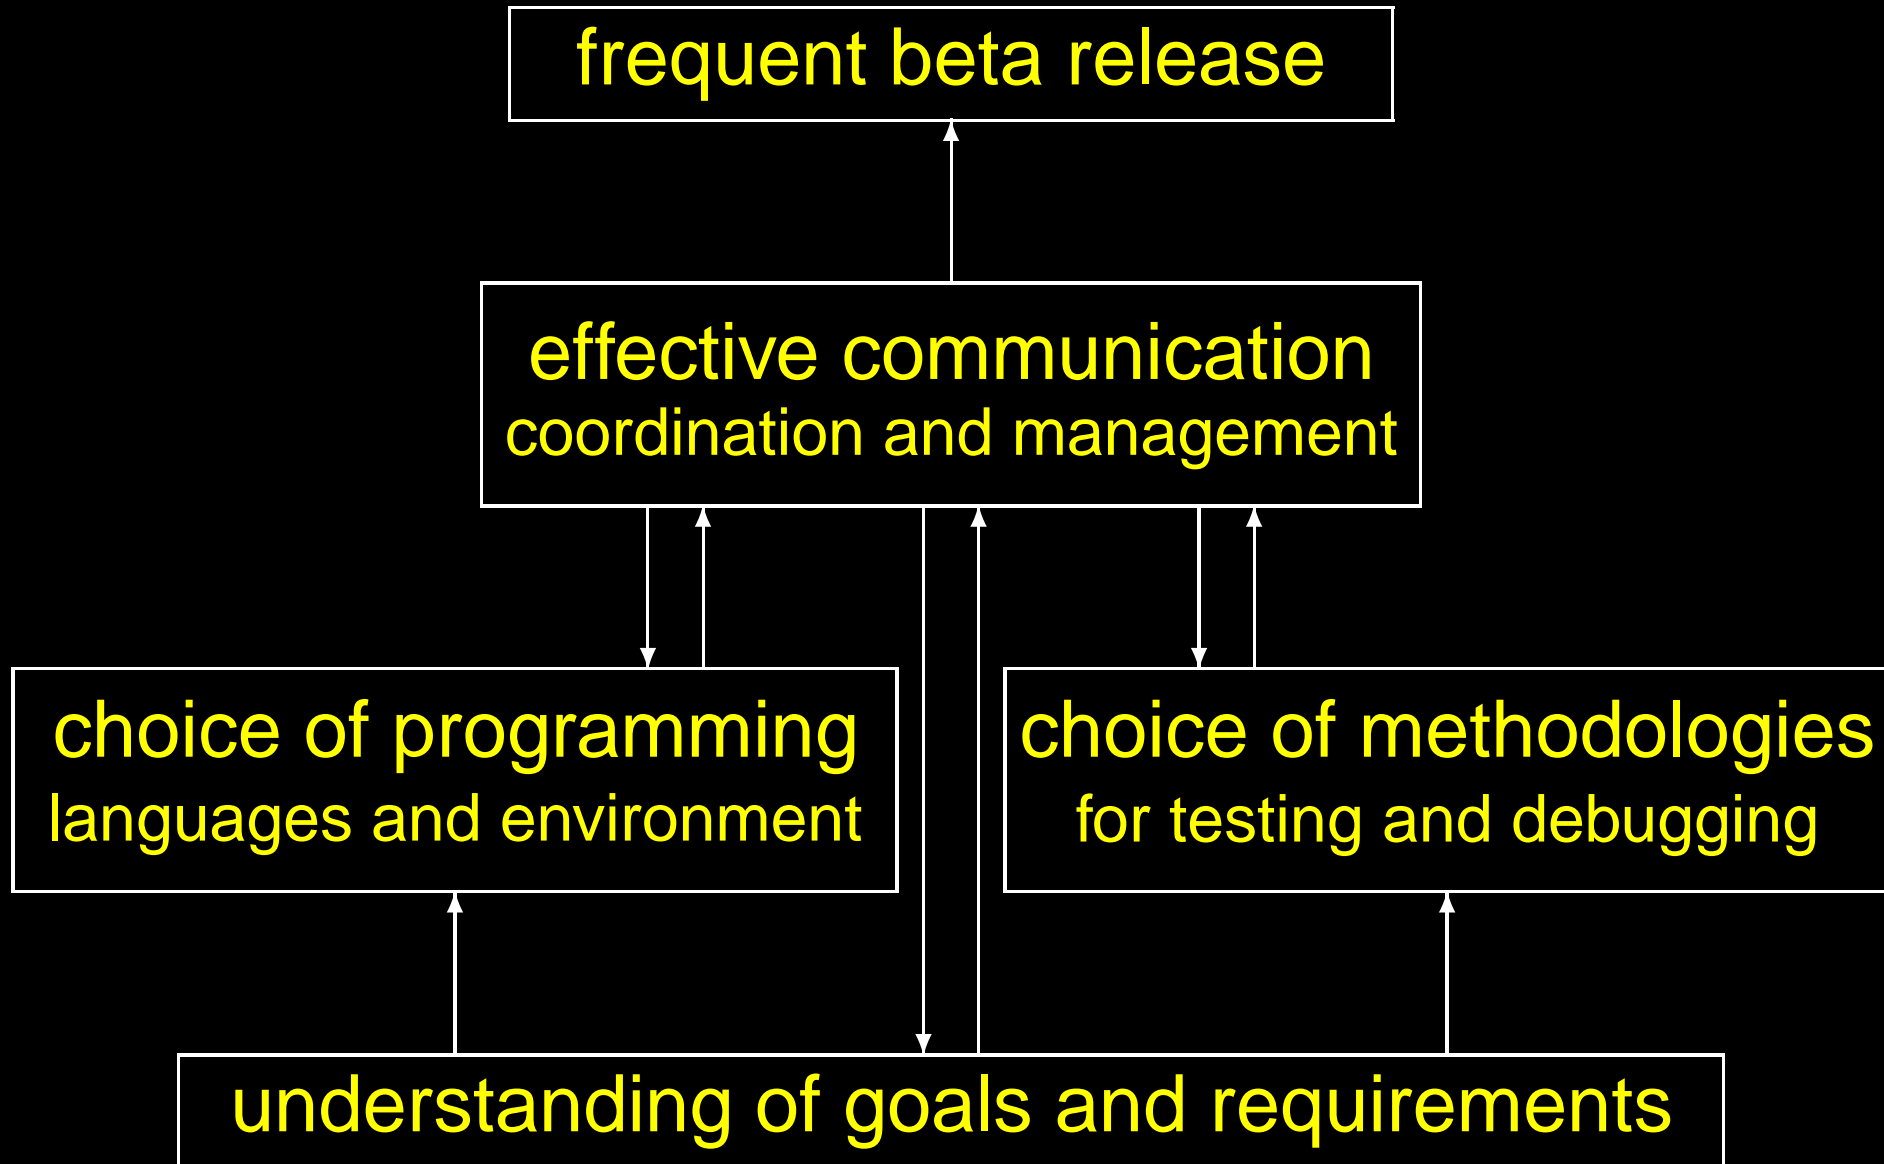 frequent beta release
effective communication
coordination and management
choice of programming
languages and environment
choice of methodologies
for testing and debugging
understanding of goals and requirements